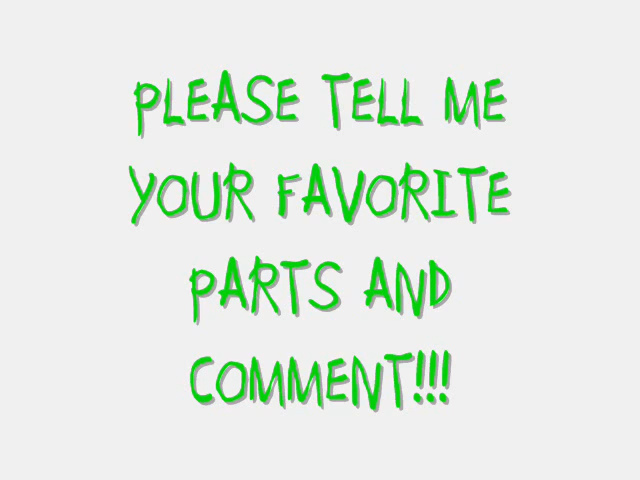 PLEASE TELL ME
YOUR FAVORITE
PARTS AND
COMMENT!!!